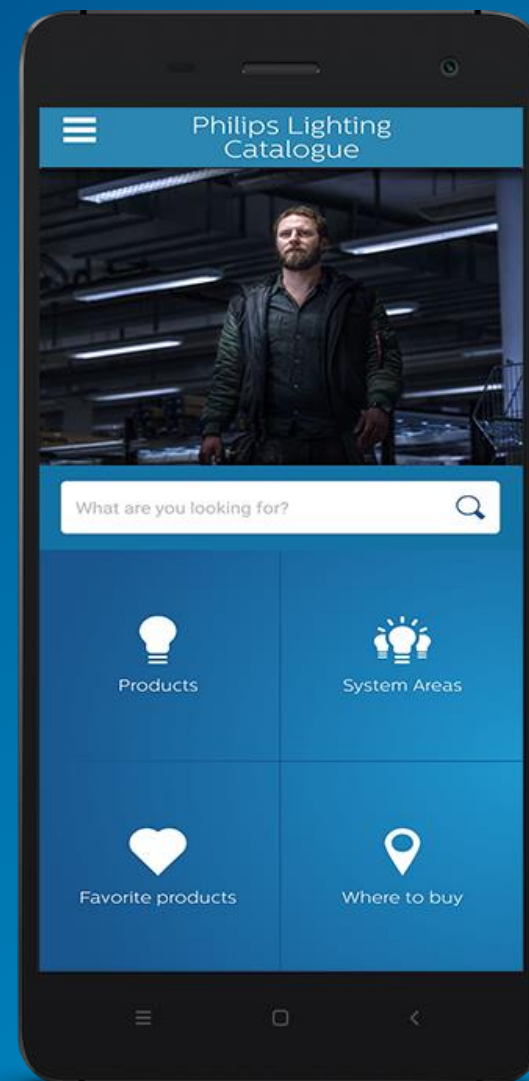 Philips Lighting
Catalogue
What are you looking for?
Products
System Areas
Favorite products
Where to buy